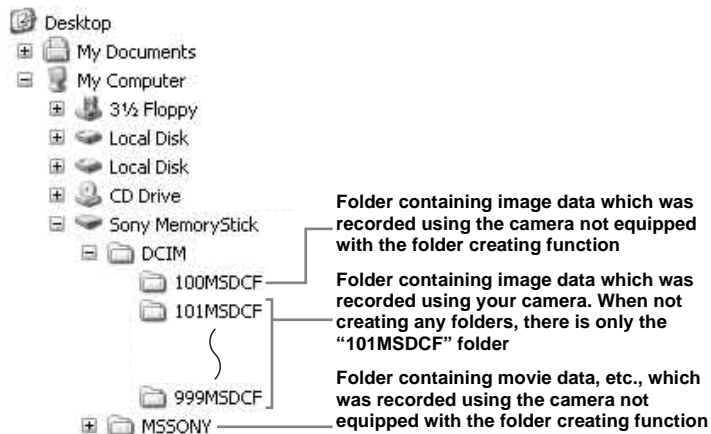 Desktop
My Documents
My Computer
3½ Floppy
Local Disk
Local Disk
CD Drive
Sony MemoryStick
DCIM
100MSDCF
101MSDCF
999MSDCF
MSSONY
Folder containing image data which was
recorded using the camera not equipped
with the folder creating function
Folder containing image data which was
recorded using your camera. When not
creating any folders, there is only the
“101MSDCF” folder
Folder containing movie data, etc., which
was recorded using the camera not
equipped with the folder creating function